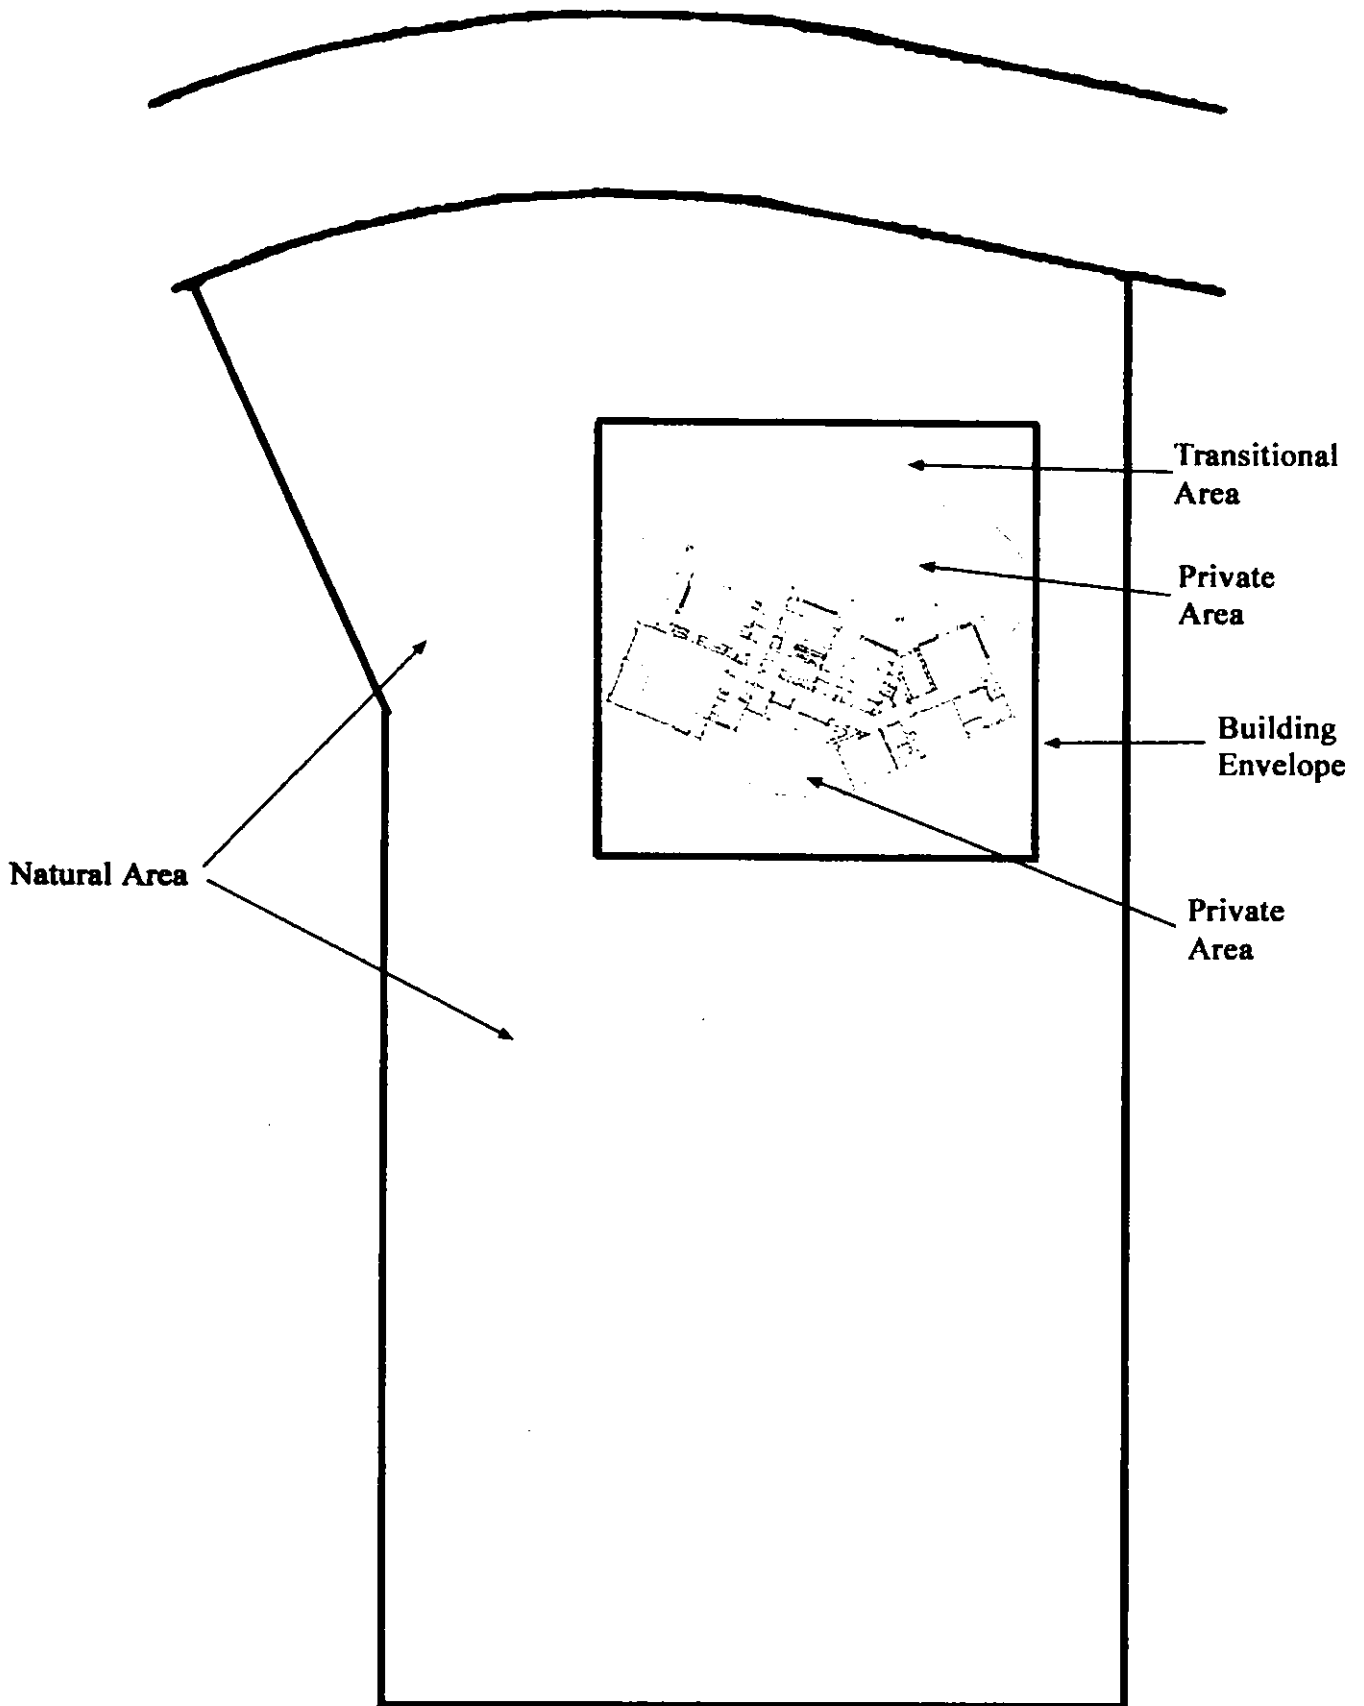 Transitional
Area
Private
Area
Building
Envelope
Natural Area
Private
Area